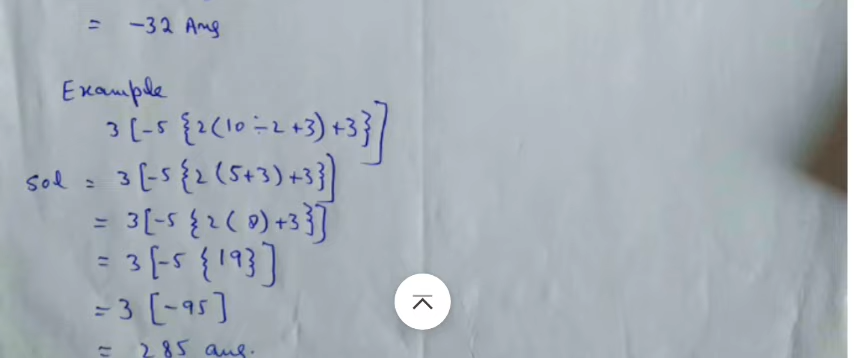 = -32 Ans
Example
3 [-5 {2(10÷2+3)+3}]
Sol = 3 [-5 {2 (5+3)+3}]
= 3[-5 {2(8)+3}]
= 3 [-5 {19}]
= 3 [-95]
= 285 ans.